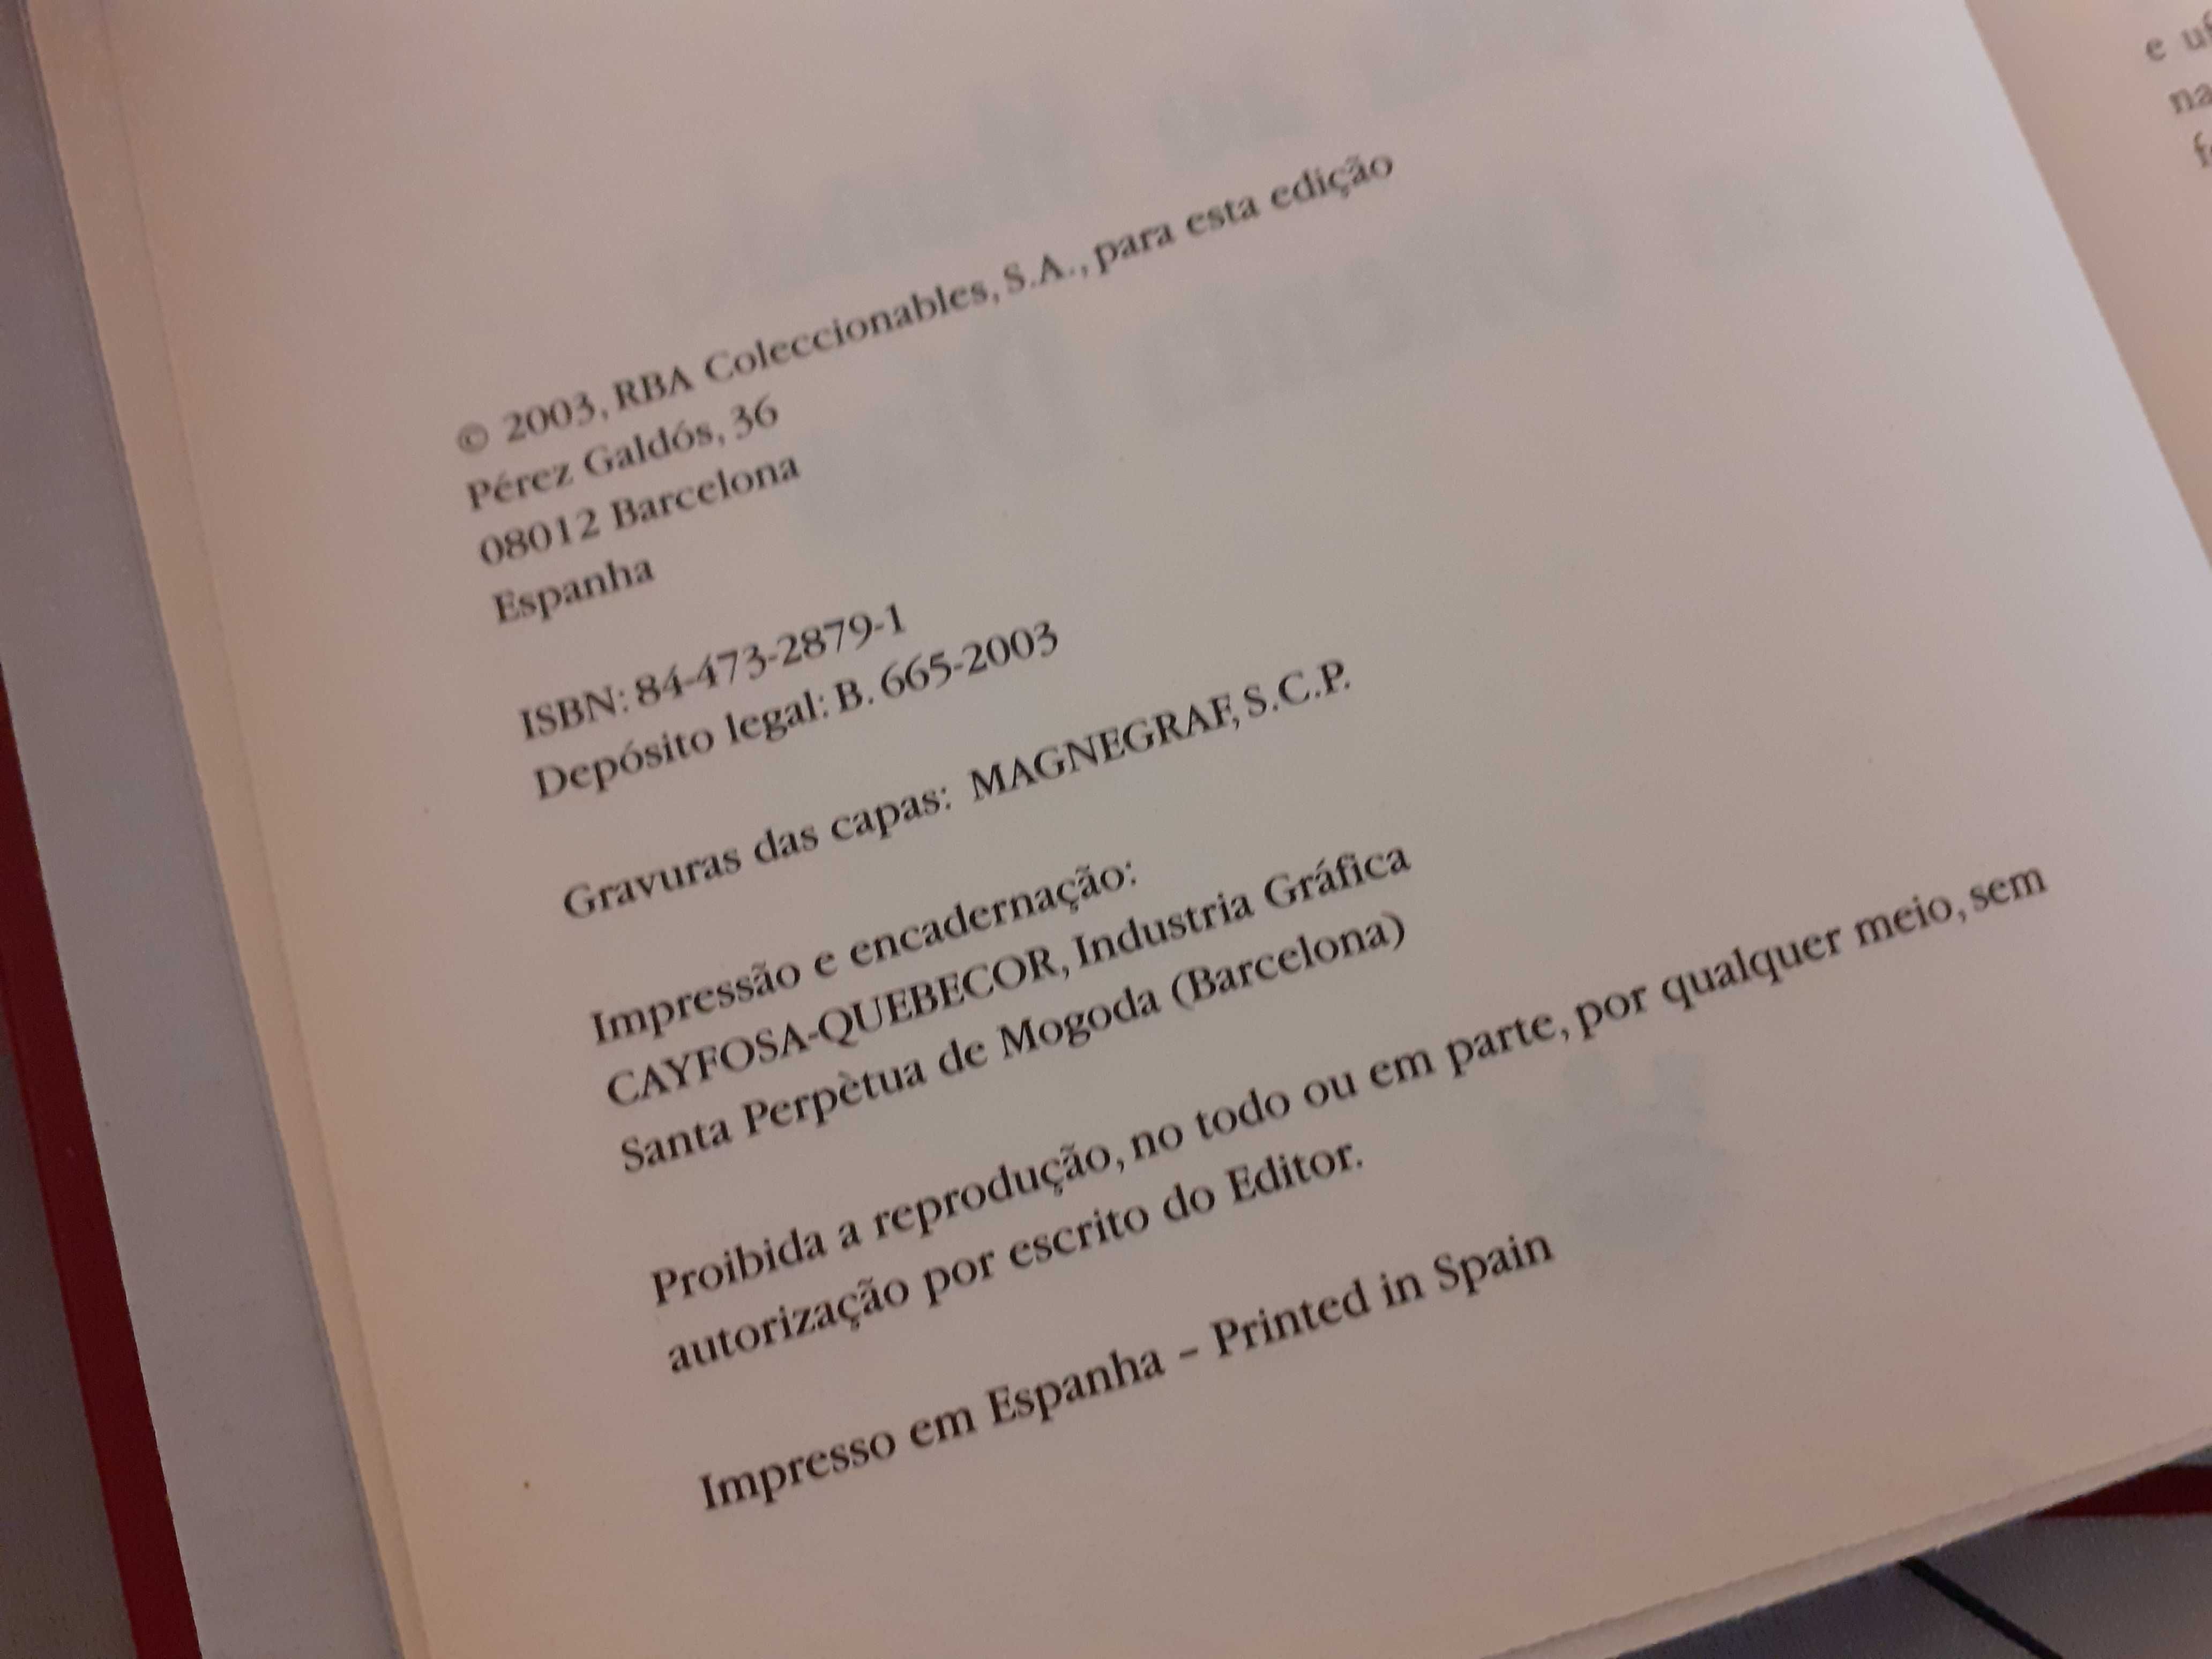 © 2003, RBA Coleccionables, S.A., para esta edição
Pérez Galdós, 36
08012 Barcelona
Espanha
ISBN: 84-473-2879-1
Depósito legal: B. 665-2003
Gravuras das capas: MAGNEGRAF, S.C.P.
Impressão e encadernação:
CAYFOSA-QUEBECOR, Industria Gráfica
Santa Perpètua de Mogoda (Barcelona)
Proibida a reprodução, no todo ou em parte, por qualquer meio, sem
autorização por escrito do Editor.
Impresso em Espanha – Printed in Spain
e